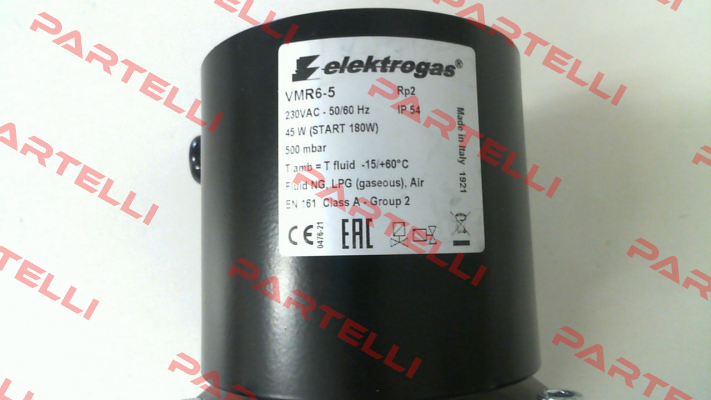 elektrogas®
VMR6-5 Rp2
230VAC - 50/60 Hz IP 54
45 W (START 180W)
500 mbar
T amb = T fluid -15/+60°C
Fluid NG, LPG (gaseous), Air
EN 161 Class A - Group 2
CE 0476-21 EAC
Made in Italy 1921
PARTELLI
PARTELLI
PARTELLI
PARTELLI
PARTELLI
PARTELLI